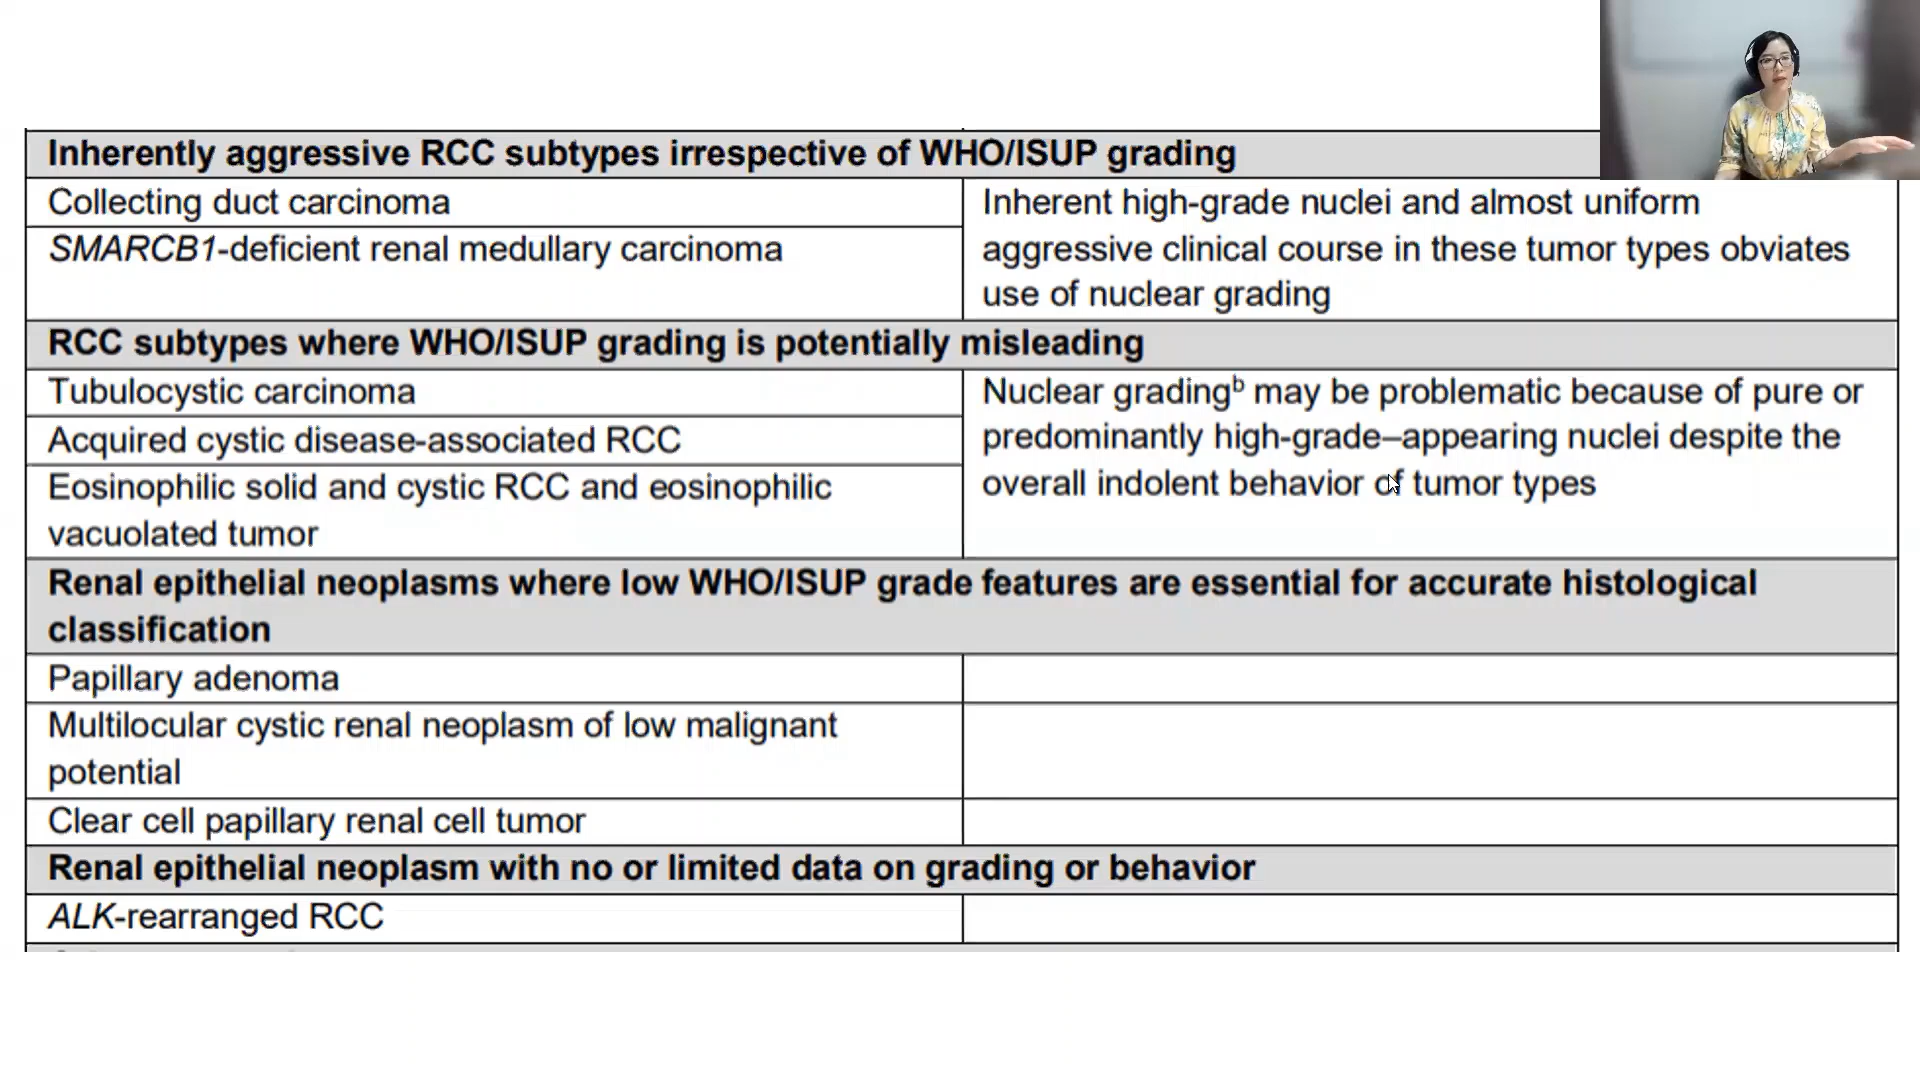 Inherently aggressive RCC subtypes irrespective of WHO/ISUP grading
Collecting duct carcinoma
SMARCB1-deficient renal medullary carcinoma
Inherent high-grade nuclei and almost uniform
aggressive clinical course in these tumor types obviates
use of nuclear grading
RCC subtypes where WHO/ISUP grading is potentially misleading
Tubulocystic carcinoma
Acquired cystic disease-associated RCC
Eosinophilic solid and cystic RCC and eosinophilic
vacuolated tumor
Nuclear gradingᵇ may be problematic because of pure or
predominantly high-grade–appearing nuclei despite the
overall indolent behavior of tumor types
Renal epithelial neoplasms where low WHO/ISUP grade features are essential for accurate histological
classification
Papillary adenoma
Multilocular cystic renal neoplasm of low malignant
potential
Clear cell papillary renal cell tumor
Renal epithelial neoplasm with no or limited data on grading or behavior
ALK-rearranged RCC